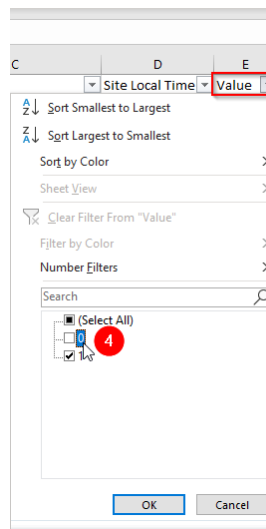 C D E
Site Local Time Value
Sort Smallest to Largest
Sort Largest to Smallest
Sort by Color
Sheet View
Clear Filter From "Value"
Filter by Color
Number Filters
Search
(Select All)
0 4
1
OK Cancel